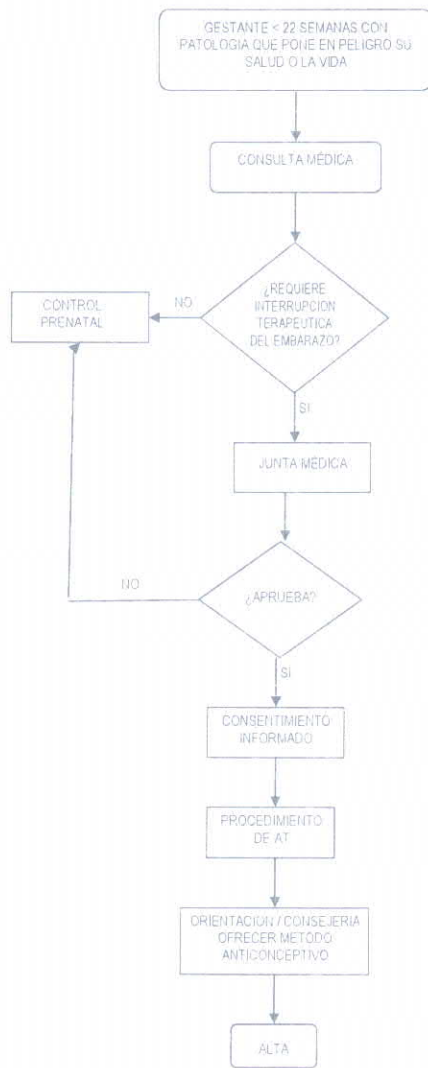 GESTANTE < 22 SEMANAS CON
PATOLOGIA QUE PONE EN PELIGRO SU
SALUD O LA VIDA
CONSULTA MÉDICA
¿REQUIERE
INTERRUPCION
TERAPEUTICA
DEL EMBARAZO?
NO
CONTROL
PRENATAL
SI
JUNTA MÉDICA
NO
¿APRUEBA?
SI
CONSENTIMIENTO
INFORMADO
PROCEDIMIENTO
DE AT
ORIENTACION / CONSEJERIA
OFRECER METODO
ANTICONCEPTIVO
ALTA